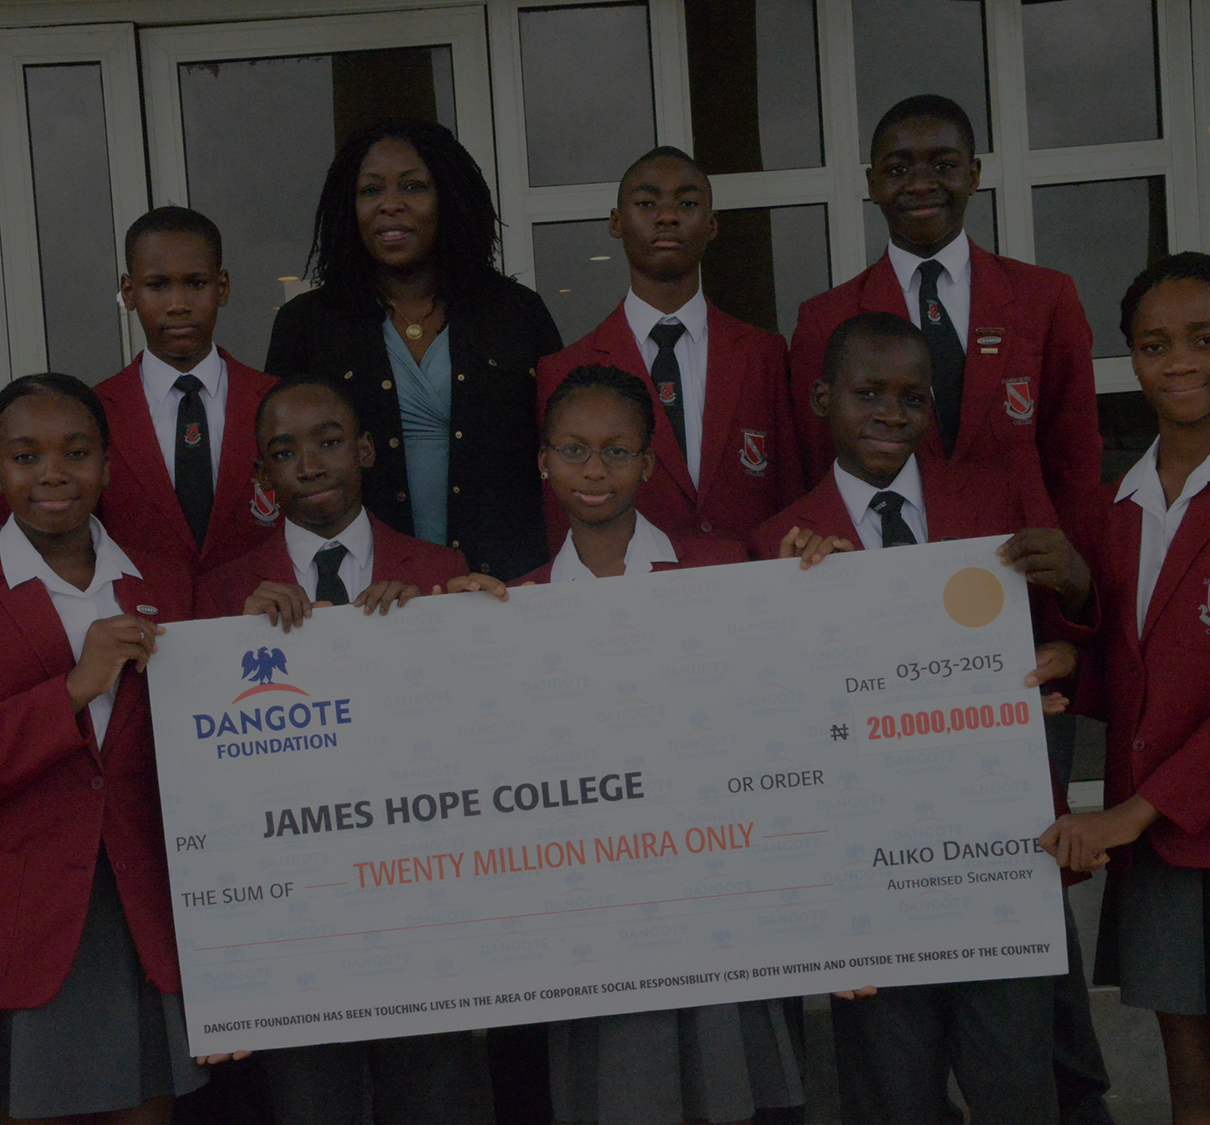 DANGOTE
FOUNDATION
DATE 03-03-2015
₦ 20,000,000.00
PAY JAMES HOPE COLLEGE OR ORDER
THE SUM OF TWENTY MILLION NAIRA ONLY
ALIKO DANGOTE
AUTHORISED SIGNATORY
DANGOTE FOUNDATION HAS BEEN TOUCHING LIVES IN THE AREA OF CORPORATE SOCIAL RESPONSIBILITY (CSR) BOTH WITHIN AND OUTSIDE THE SHORES OF THE COUNTRY